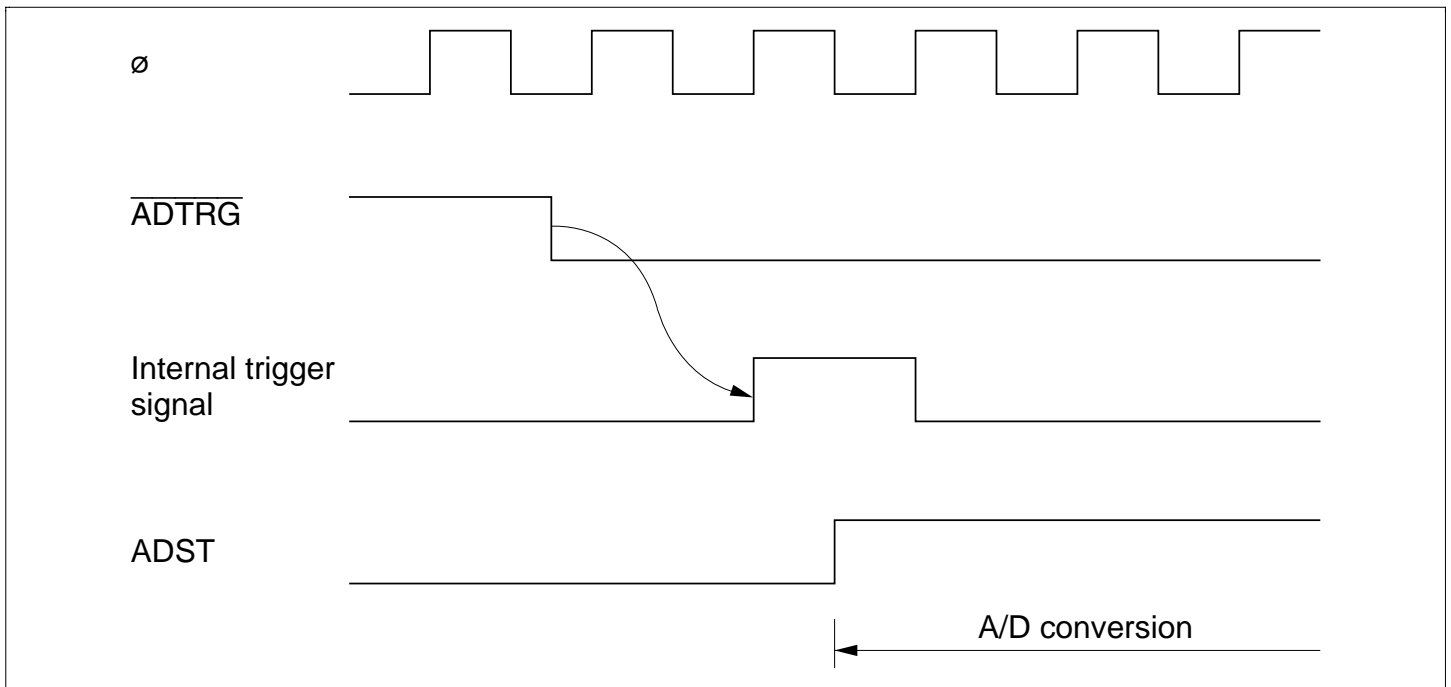 ø
ADTRG
Internal trigger
signal
ADST
A/D conversion